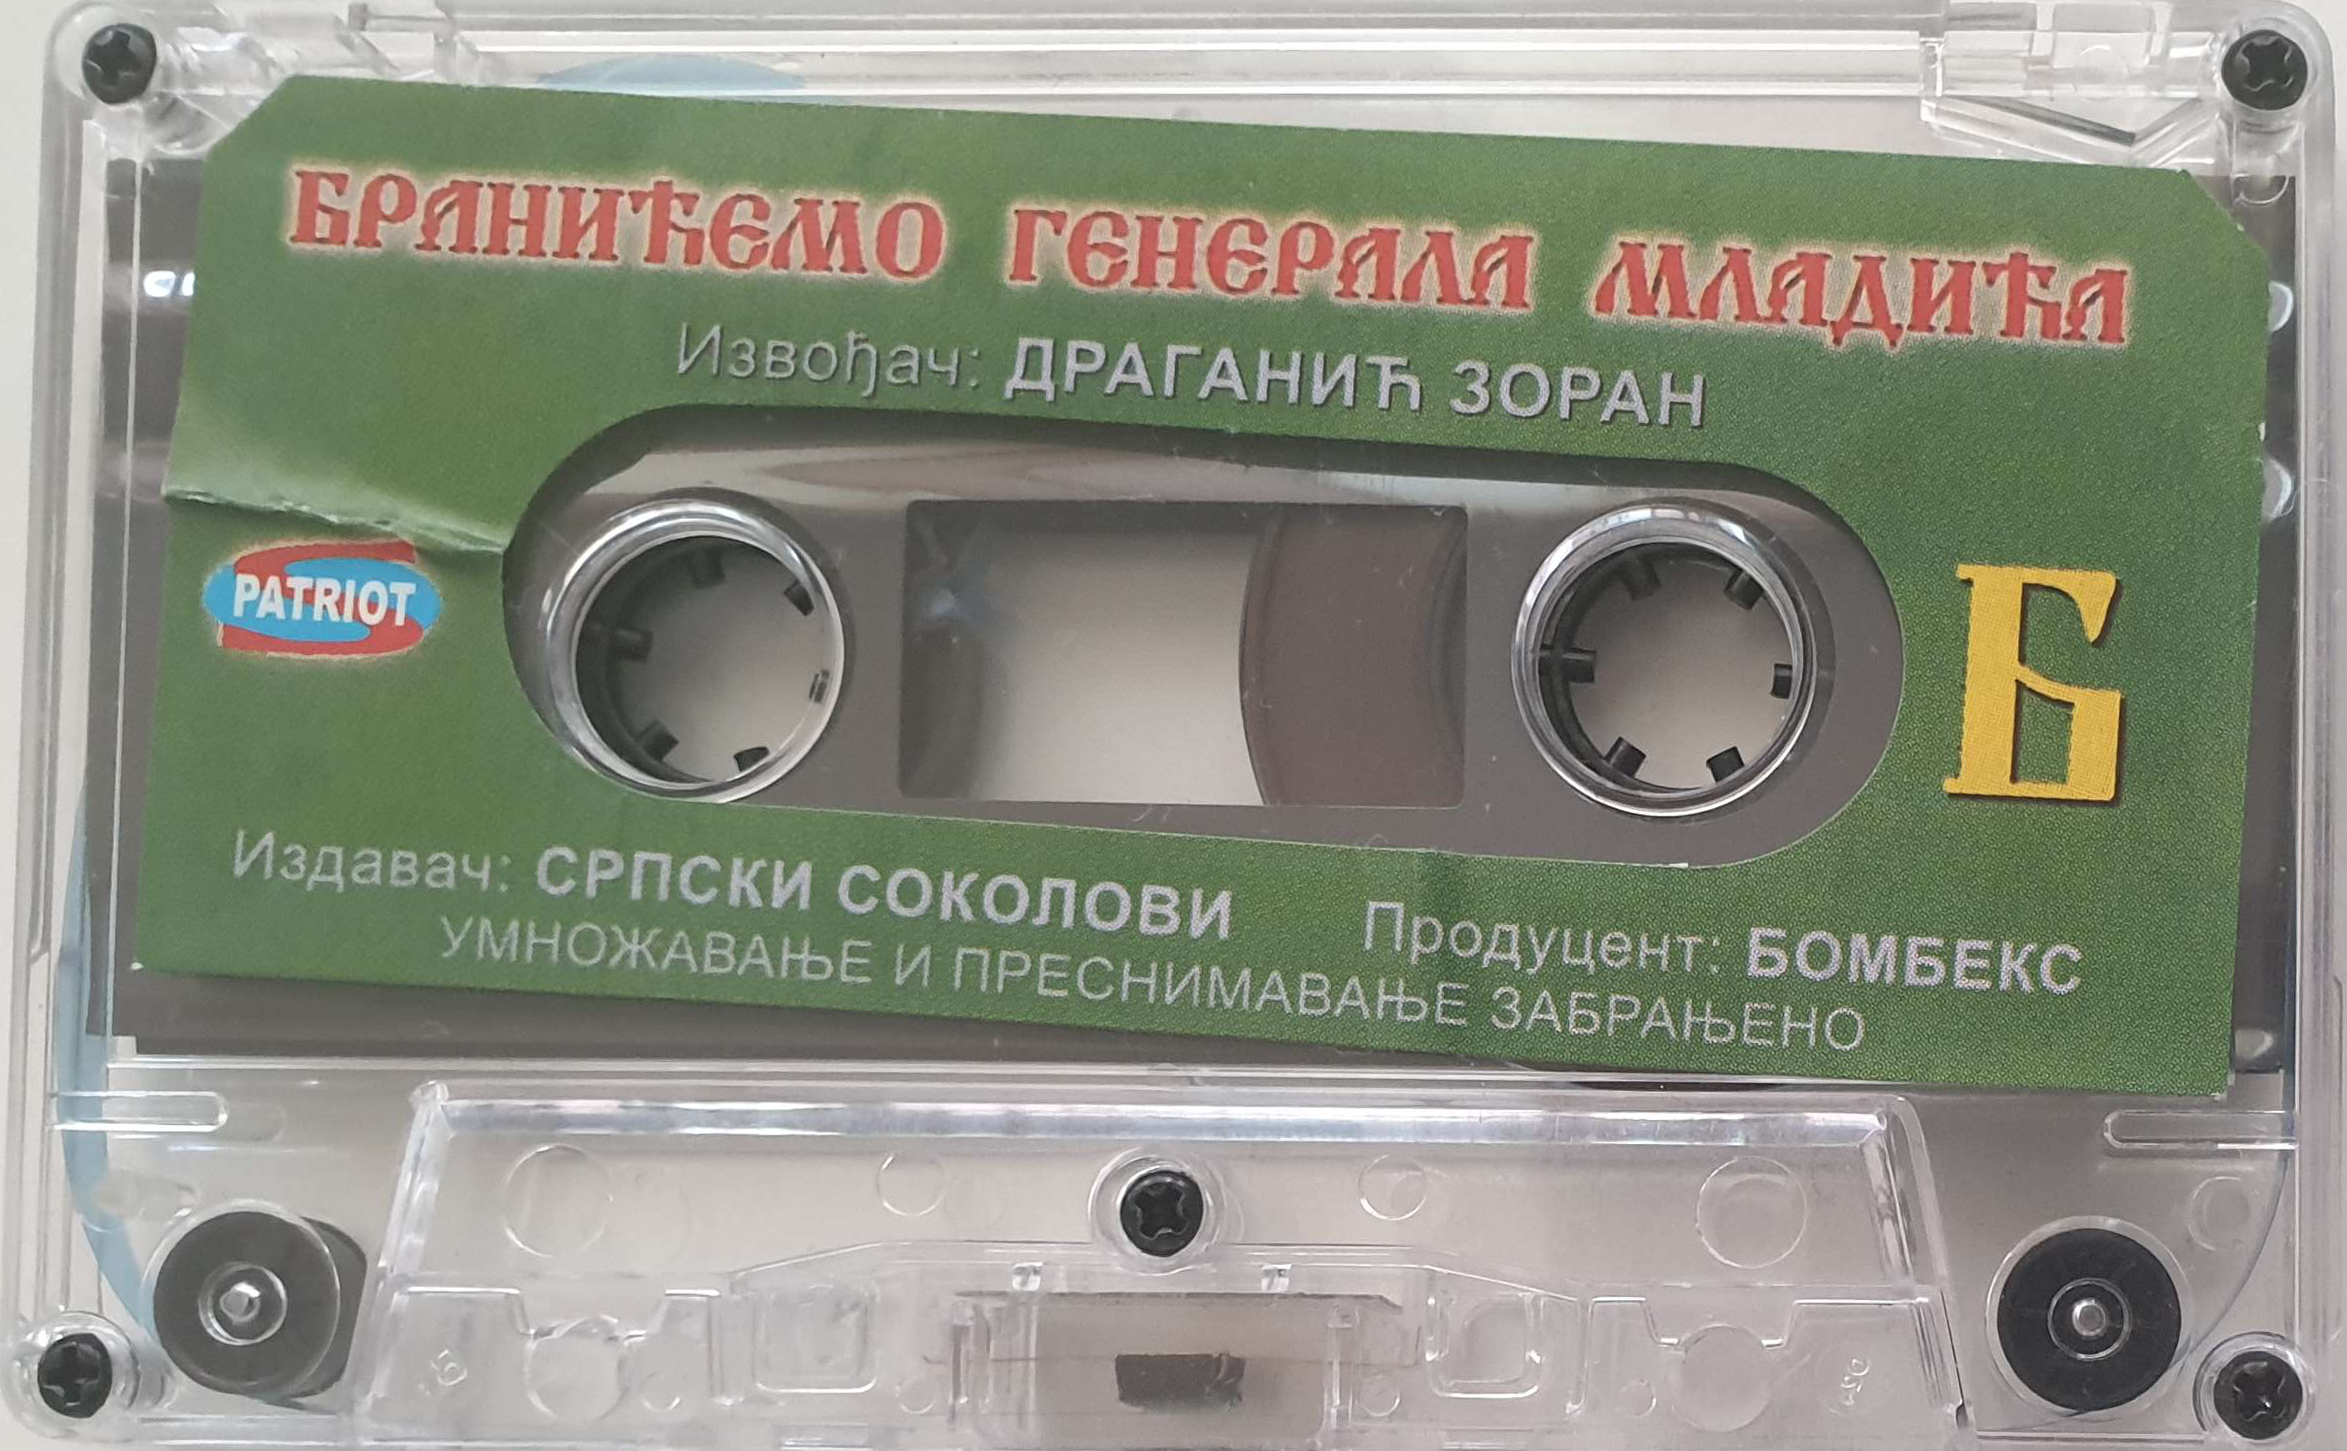 БРАНИЋЕМО ГЕНЕРАЛА МЛАДИЋА
Извођач: ДРАГАНИЋ ЗОРАН
PATRIOT
Б
Издавач: СРПСКИ СОКОЛОВИ Продуцент: БОМБЕКС
УМНОЖАВАЊЕ И ПРЕСНИМАВАЊЕ ЗАБРАЊЕНО